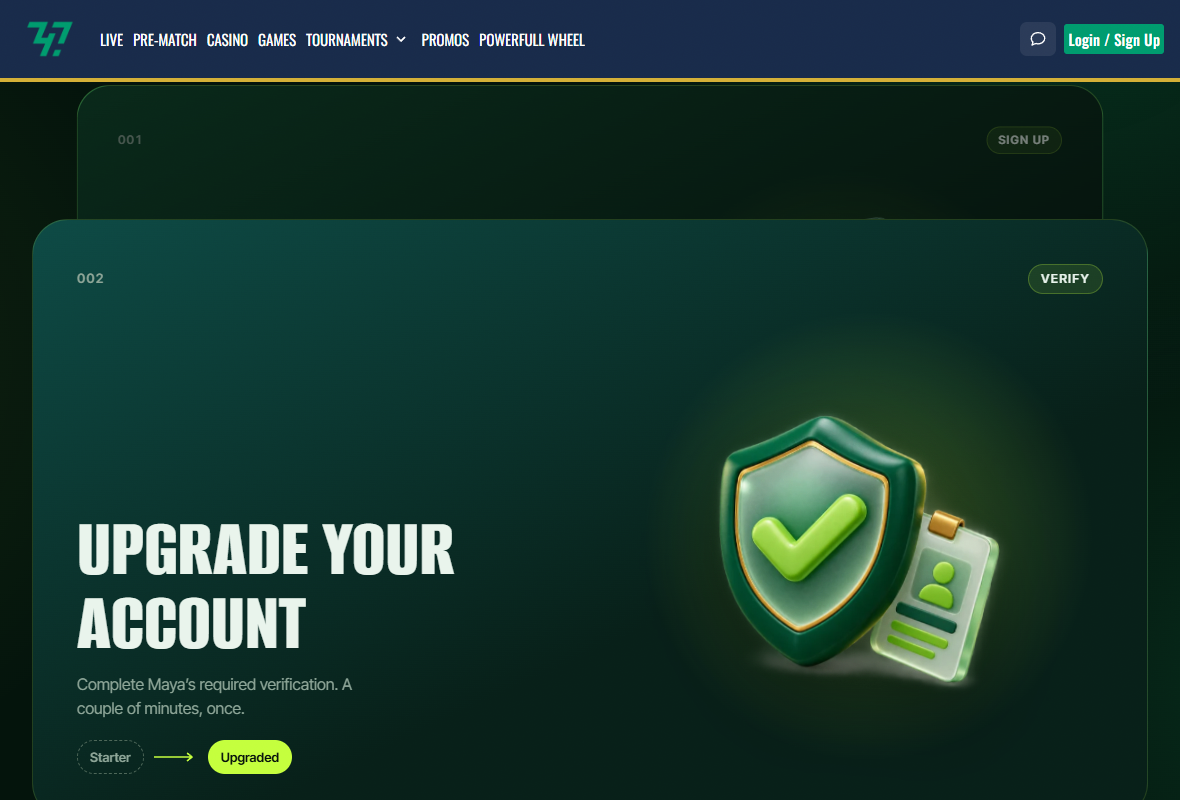 747
LIVE PRE-MATCH CASINO GAMES TOURNAMENTS PROMOS POWERFULL WHEEL Login / Sign Up
001 SIGN UP
002 VERIFY
UPGRADE YOUR
ACCOUNT
Complete Maya’s required verification. A
couple of minutes, once.
Starter Upgraded